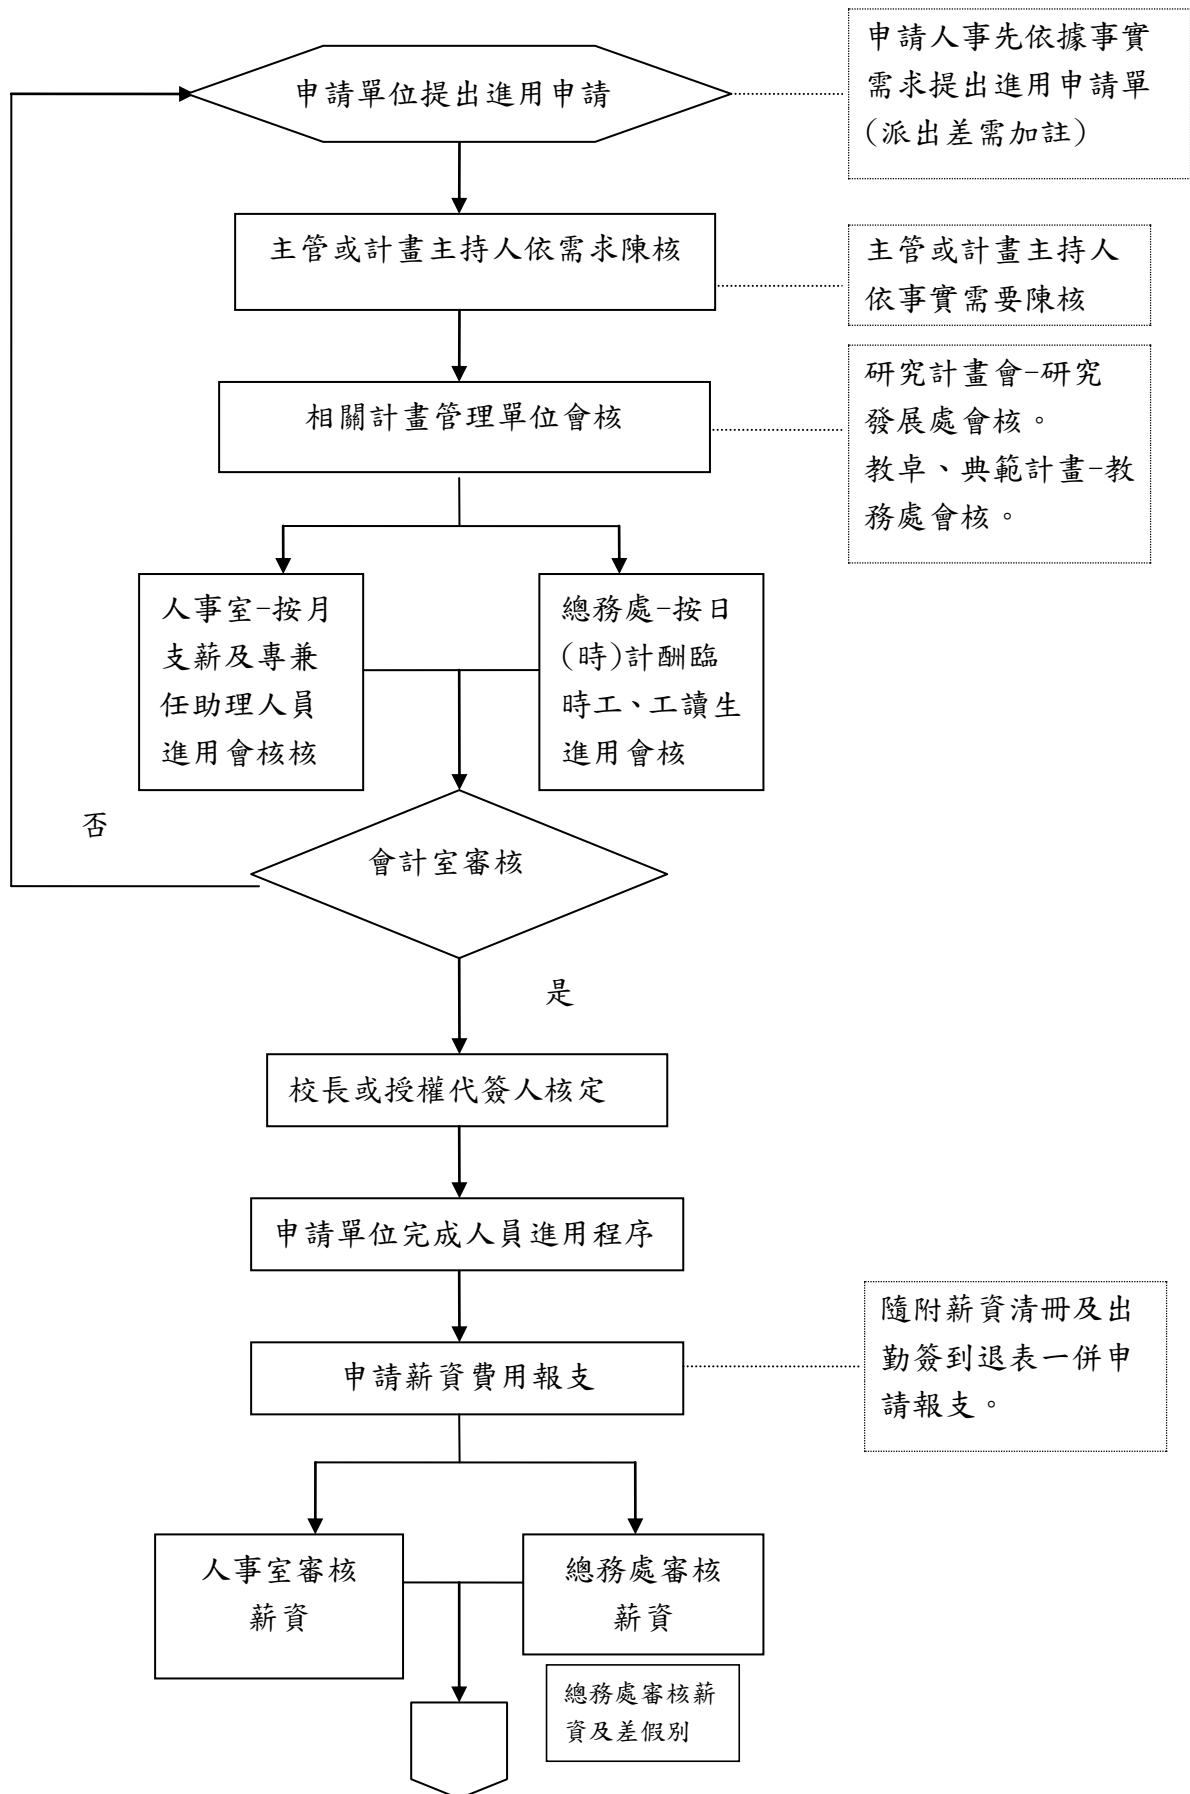 申請單位提出進用申請
申請人事先依據事實
需求提出進用申請單
(派出差需加註)
主管或計畫主持人依需求陳核
主管或計畫主持人
依事實需要陳核
相關計畫管理單位會核
研究計畫會-研究
發展處會核。
教卓、典範計畫-教
務處會核。
人事室-按月
支薪及專兼
任助理人員
進用會核核
總務處-按日
(時)計酬臨
時工、工讀生
進用會核
否
會計室審核
是
校長或授權代簽人核定
申請單位完成人員進用程序
申請薪資費用報支
隨附薪資清冊及出
勤簽到退表一併申
請報支。
人事室審核
薪資
總務處審核
薪資
總務處審核薪
資及差假別